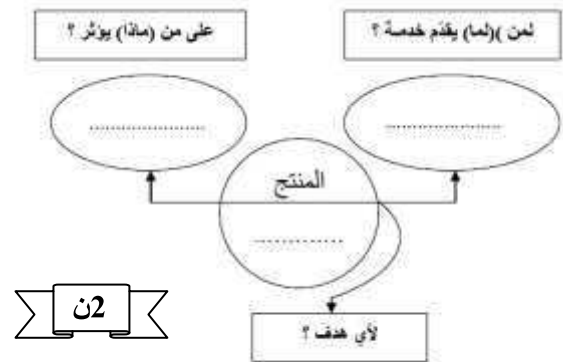 لمن )(لما) يقدّم خدمة ؟
على من (ماذا) يؤثر ؟
........................
........................
المنتج
..................
2ن
لأي هدف ؟